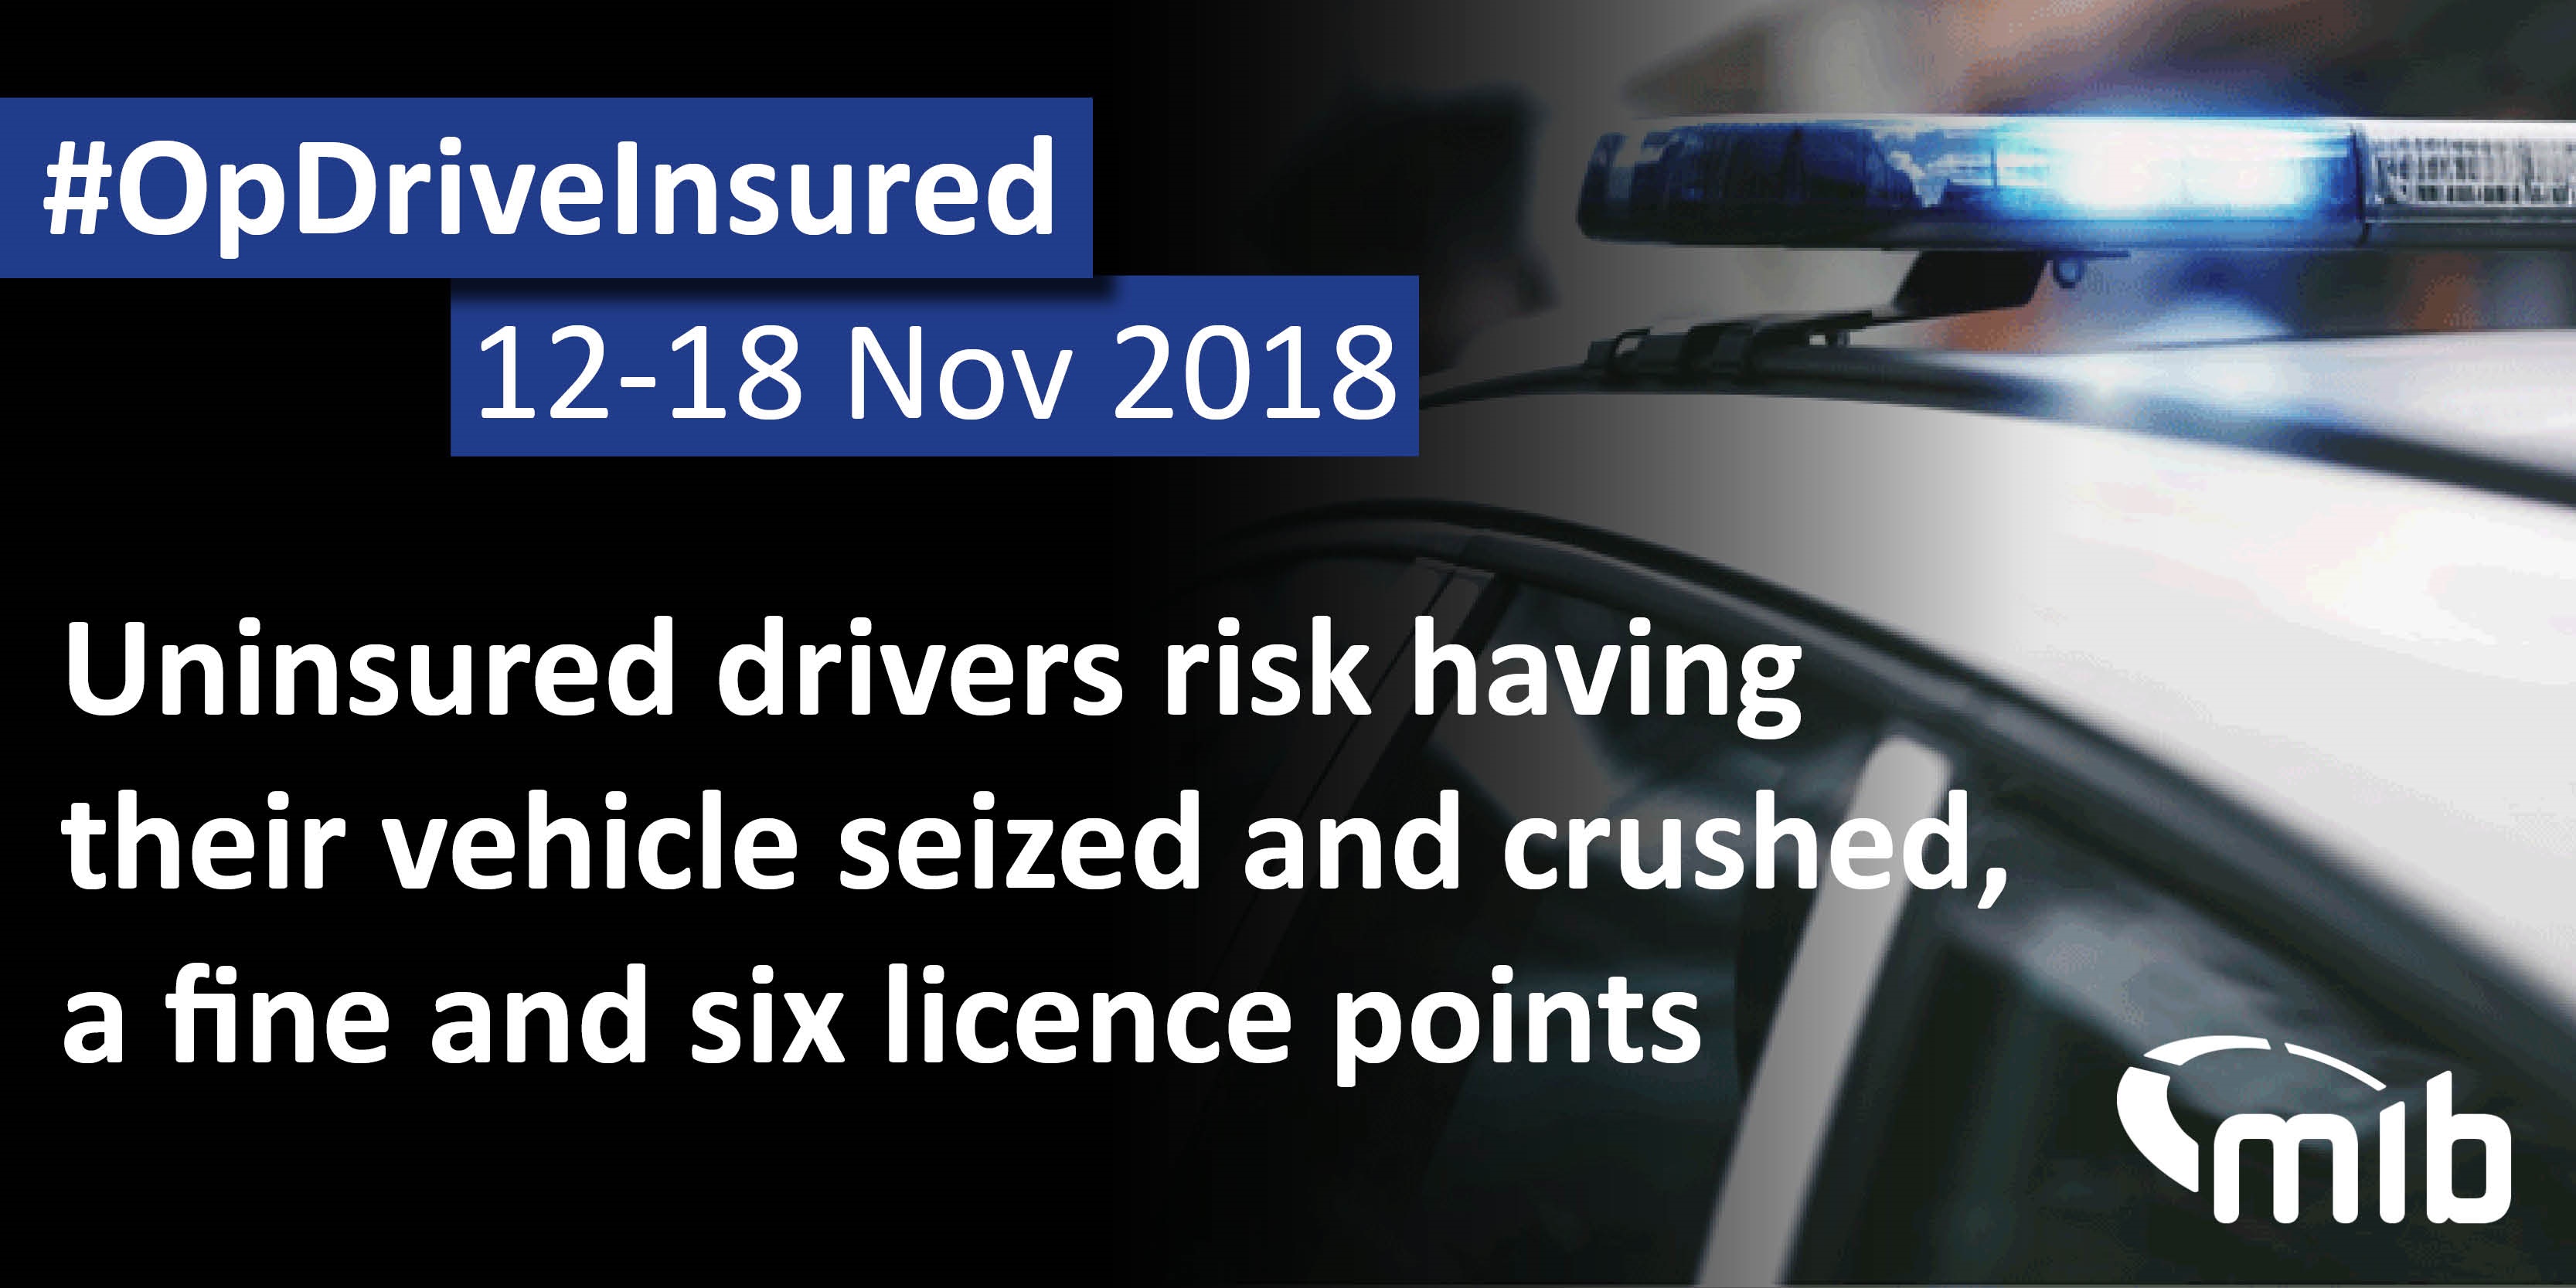 #OpDriveInsured
12-18 Nov 2018
Uninsured drivers risk having
their vehicle seized and crushed,
a fine and six licence points
mib